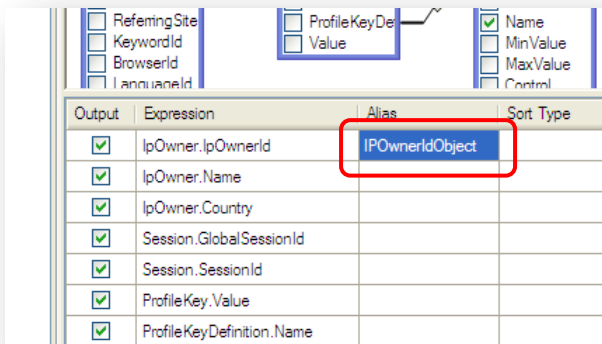 ReferringSite
KeywordId
BrowserId
LanguageId
ProfileKeyDef
Value
Name
MinValue
MaxValue
Control
Output Expression Alias Sort Type
IpOwner.IpOwnerId IPOwnerIdObject
IpOwner.Name
IpOwner.Country
Session.GlobalSessionId
Session.SessionId
ProfileKey.Value
ProfileKeyDefinition.Name